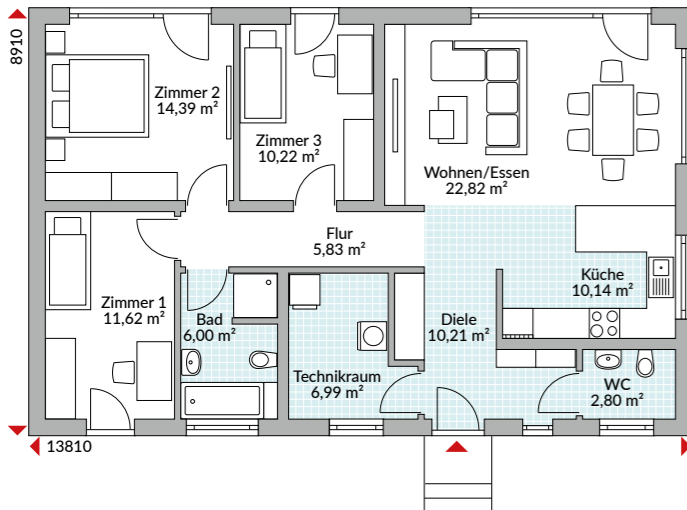 8910
Zimmer 2
14,39 m²
Zimmer 3
10,22 m²
Wohnen/Essen
22,82 m²
Flur
5,83 m²
Küche
10,14 m²
Zimmer 1
11,62 m²
Bad
6,00 m²
Diele
10,21 m²
Technikraum
6,99 m²
WC
2,80 m²
13810